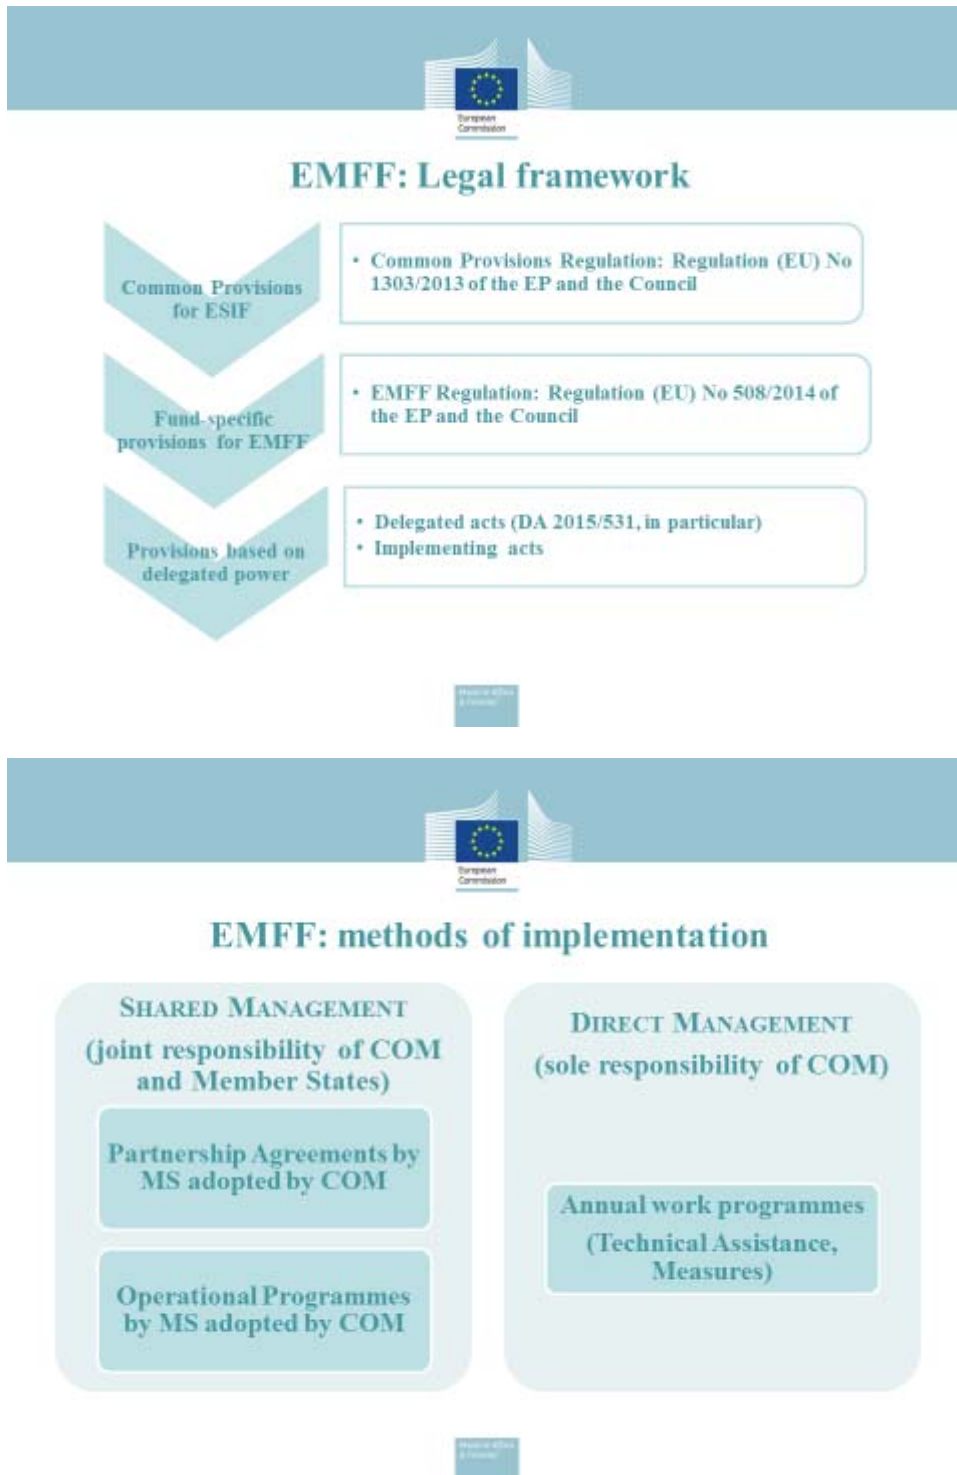 European
Commission
EMFF: Legal framework
Common Provisions
for ESIF
• Common Provisions Regulation: Regulation (EU) No
1303/2013 of the EP and the Council
Fund-specific
provisions for EMFF
• EMFF Regulation: Regulation (EU) No 508/2014 of
the EP and the Council
Provisions based on
delegated power
• Delegated acts (DA 2015/531, in particular)
• Implementing acts
European
Commission
EMFF: methods of implementation
SHARED MANAGEMENT
(joint responsibility of COM
and Member States)
Partnership Agreements by
MS adopted by COM
Operational Programmes
by MS adopted by COM
DIRECT MANAGEMENT
(sole responsibility of COM)
Annual work programmes
(Technical Assistance,
Measures)